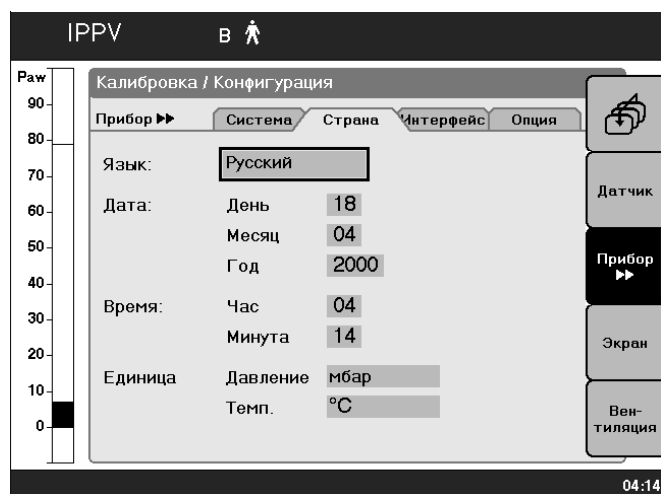 IPPV В
Paw
90
80
70
60
50
40
30
20
10
0
Калибровка / Конфигурация
Прибор ▶▶ Система Страна Интерфейс Опция
Язык: Русский
Дата: День 18
Месяц 04
Год 2000
Время: Час 04
Минута 14
Единица Давление мбар
Темп. °C
Датчик
Прибор
▶▶
Экран
Вен-
тиляция
04:14